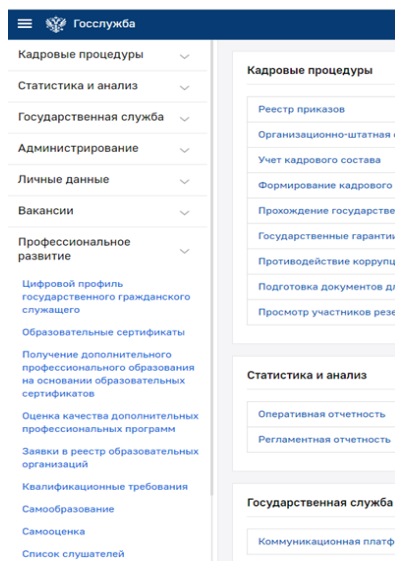 Госслужба
Кадровые процедуры
Статистика и анализ
Государственная служба
Администрирование
Личные данные
Вакансии
Профессиональное
развитие
Цифровой профиль
государственного гражданского
служащего
Образовательные сертификаты
Получение дополнительного
профессионального образования
на основании образовательных
сертификатов
Оценка качества дополнительных
профессиональных программ
Заявки в реестр образовательных
организаций
Квалификационные требования
Самообразование
Самооценка
Список слушателей
Кадровые процедуры
Реестр приказов
Организационно-штатная
Учет кадрового состава
Формирование кадрового
Прохождение государстве
Государственные гарантии
Противодействие коррупц
Подготовка документов дл
Просмотр участников резе
Статистика и анализ
Оперативная отчетность
Регламентная отчетность
Государственная служба
Коммуникационная платф